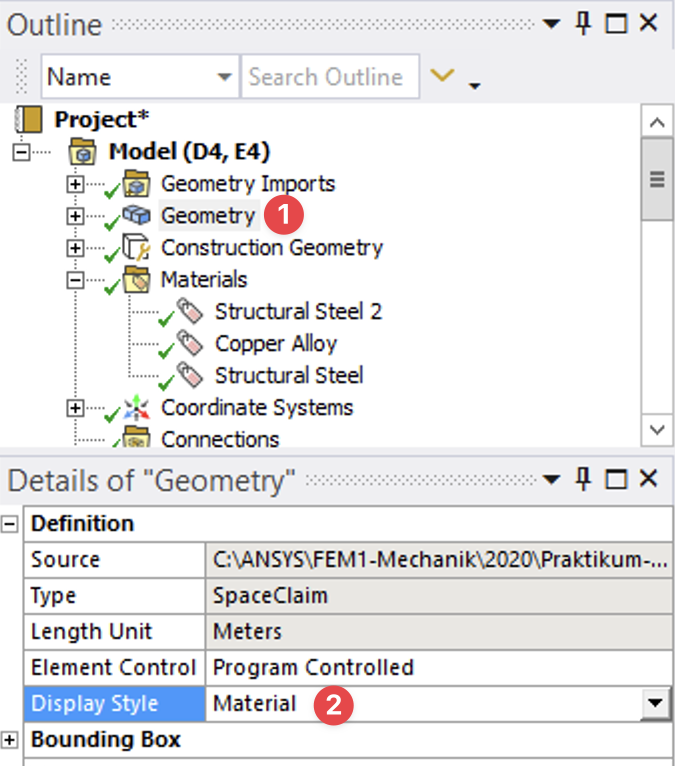 Outline
Name Search Outline
Project*
Model (D4, E4)
Geometry Imports
Geometry 1
Construction Geometry
Materials
Structural Steel 2
Copper Alloy
Structural Steel
Coordinate Systems
Connections
Details of "Geometry"
Definition
Source C:\ANSYS\FEM1-Mechanik\2020\Praktikum-...
Type SpaceClaim
Length Unit Meters
Element Control Program Controlled
Display Style Material 2
Bounding Box